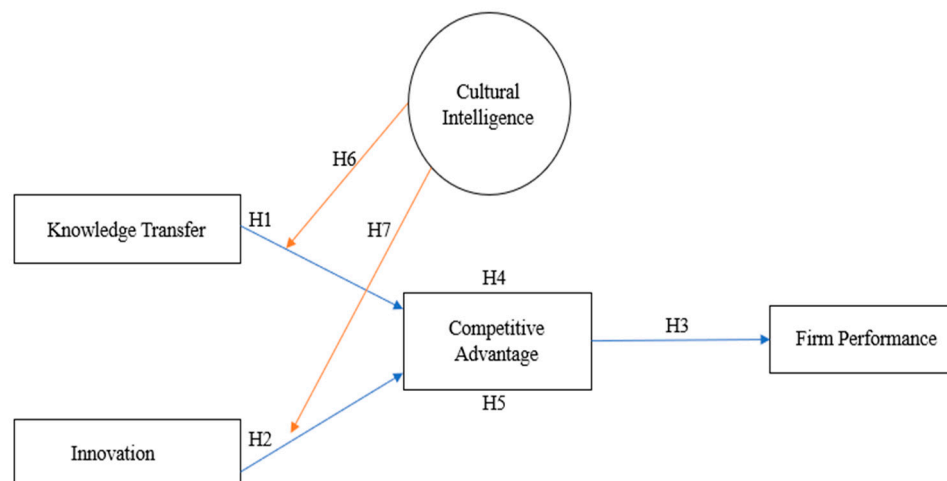 Cultural
Intelligence
H6
H1
Knowledge Transfer
H7
H4
Competitive
Advantage
H3
Firm Performance
H5
H2
Innovation